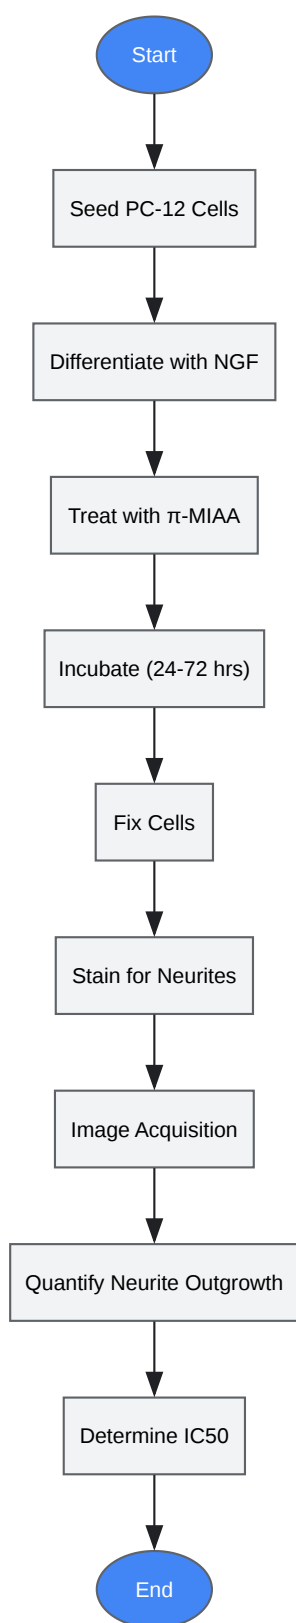 Start
Seed PC-12 Cells
Differentiate with NGF
Treat with π-MIAA
Incubate (24-72 hrs)
Fix Cells
Stain for Neurites
Image Acquisition
Quantify Neurite Outgrowth
Determine IC50
End